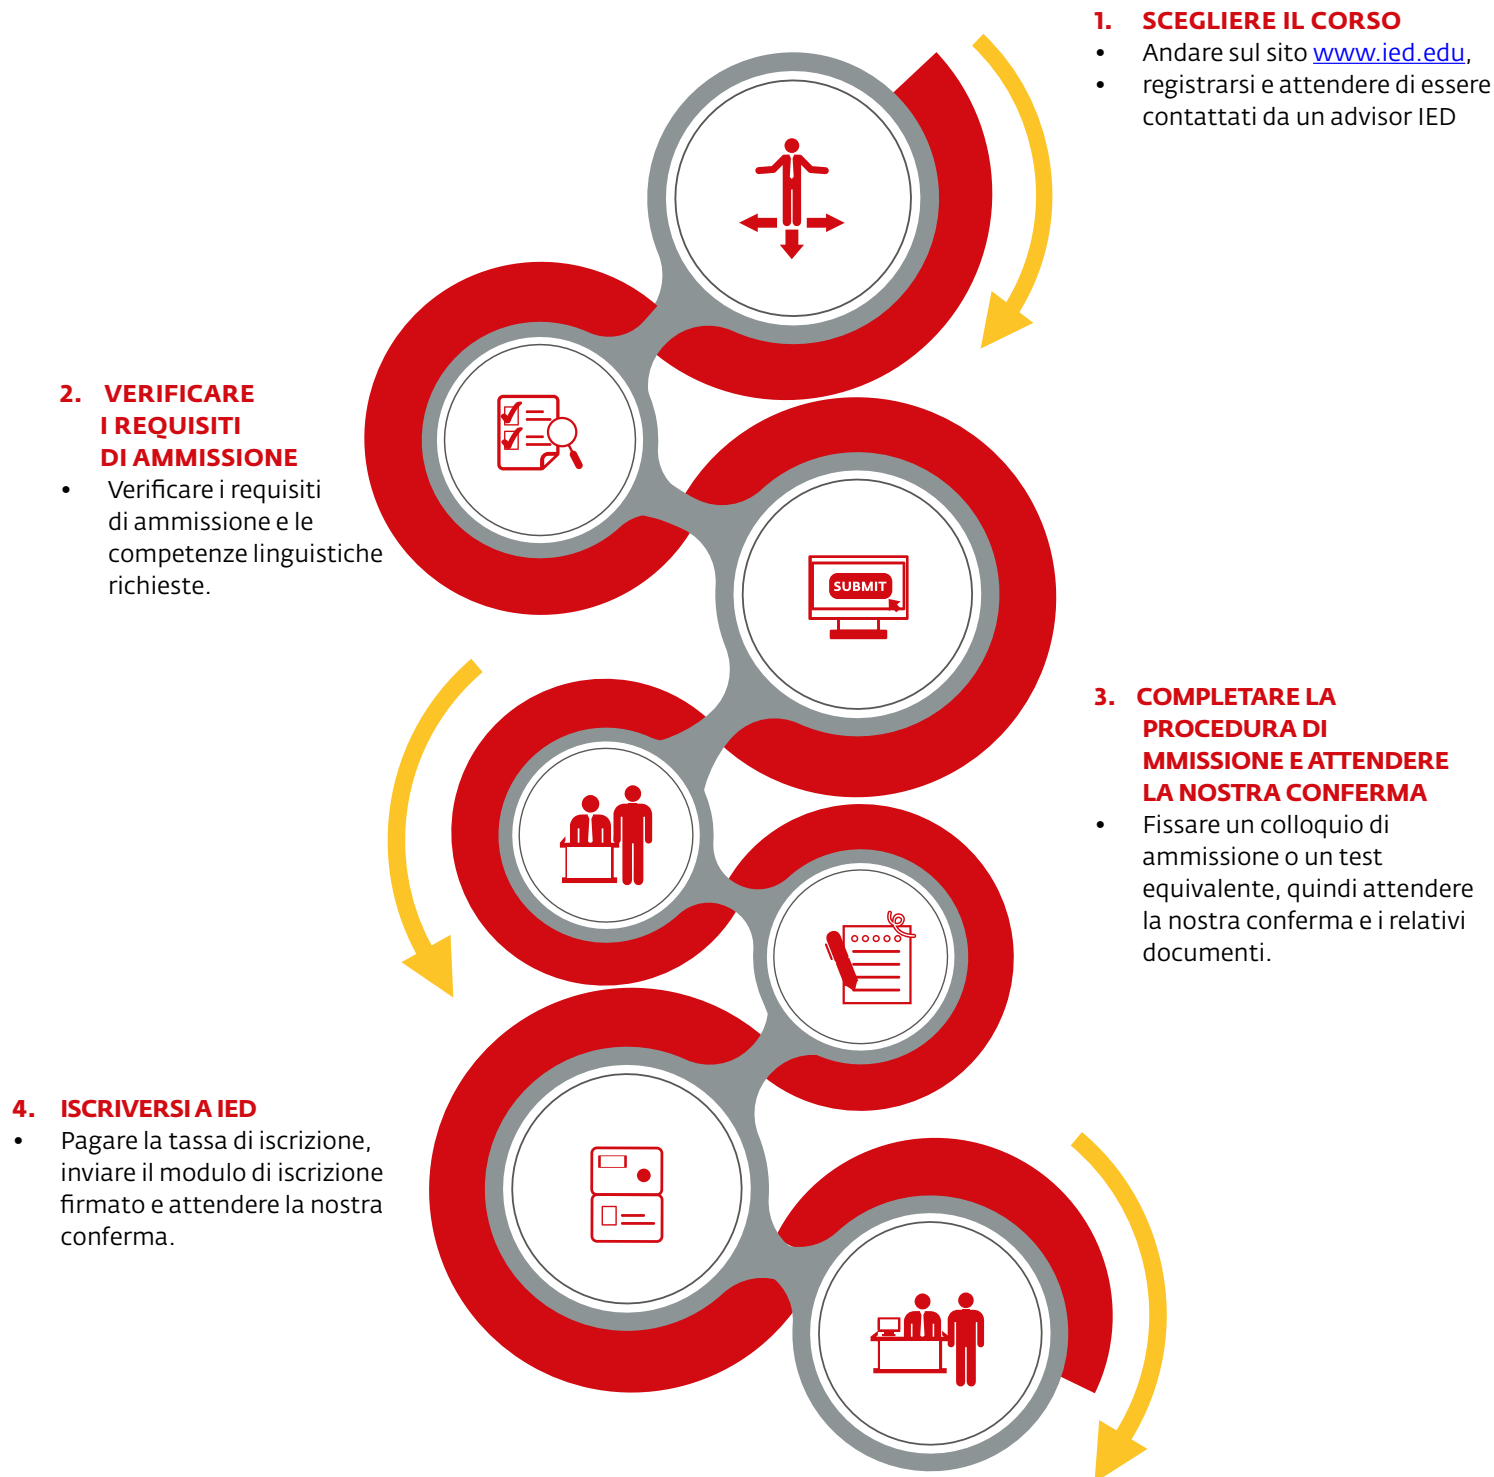 1. SCEGLIERE IL CORSO
• Andare sul sito www.ied.edu,
• registrarsi e attendere di essere
contattati da un advisor IED
2. VERIFICARE
I REQUISITI
DI AMMISSIONE
• Verificare i requisiti
di ammissione e le
competenze linguistiche
richieste.
SUBMIT
3. COMPLETARE LA
PROCEDURA DI
MMISSIONE E ATTENDERE
LA NOSTRA CONFERMA
• Fissare un colloquio di
ammissione o un test
equivalente, quindi attendere
la nostra conferma e i relativi
documenti.
4. ISCRIVERSI A IED
• Pagare la tassa di iscrizione,
inviare il modulo di iscrizione
firmato e attendere la nostra
conferma.